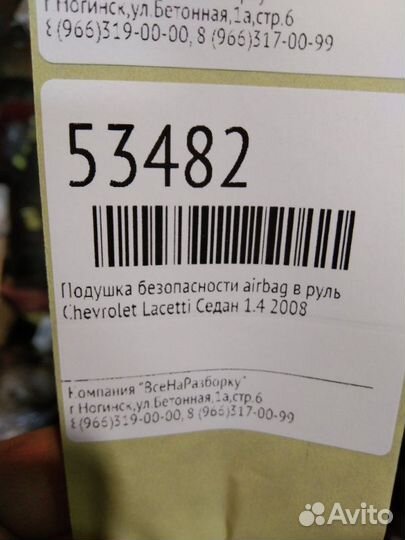 г Ногинск,ул.Бетонная,1а,стр.6
8 (966)319-00-00, 8 (966)317-00-99
53482
Подушка безопасности airbag в руль
Chevrolet Lacetti Седан 1.4 2008
Компания "ВсеНаРазборку"
г Ногинск,ул.Бетонная,1а,стр.6
8 (966)319-00-00, 8 (966)317-00-99
Avito